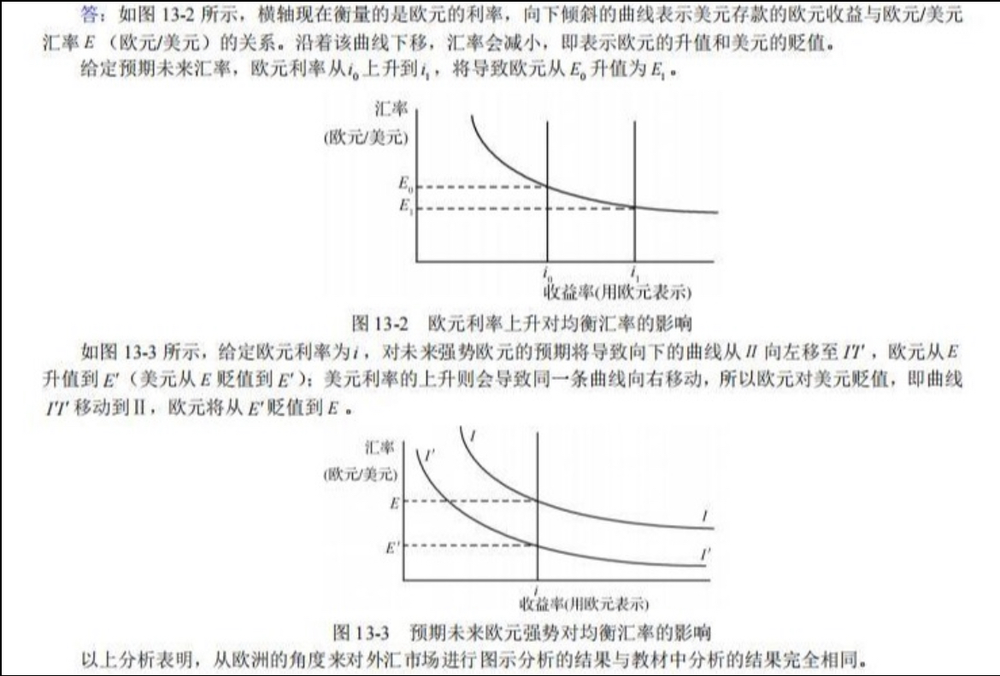 答：如图 13-2 所示，横轴现在衡量的是欧元的利率，向下倾斜的曲线表示美元存款的欧元收益与欧元/美元
汇率 E （欧元/美元）的关系。沿着该曲线下移，汇率会减小，即表示欧元的升值和美元的贬值。
给定预期未来汇率，欧元利率从 i₀ 上升到 i₁，将导致欧元从 E₀ 升值为 E₁。
汇率
(欧元/美元)
E₀
E₁
i₀
i₁
收益率(用欧元表示)
图 13-2 欧元利率上升对均衡汇率的影响
如图 13-3 所示，给定欧元利率为 i，对未来强势欧元的预期将导致向下的曲线从 II 向左移至 I'I'，欧元从 E
升值到 E'（美元从 E 贬值到 E'）；美元利率的上升则会导致同一条曲线向右移动，所以欧元对美元贬值，即曲线
I'I' 移动到 II，欧元将从 E' 贬值到 E。
汇率
(欧元/美元)
I'
I
E
E'
I
I'
i
收益率(用欧元表示)
图 13-3 预期未来欧元强势对均衡汇率的影响
以上分析表明，从欧洲的角度来对外汇市场进行图示分析的结果与教材中分析的结果完全相同。